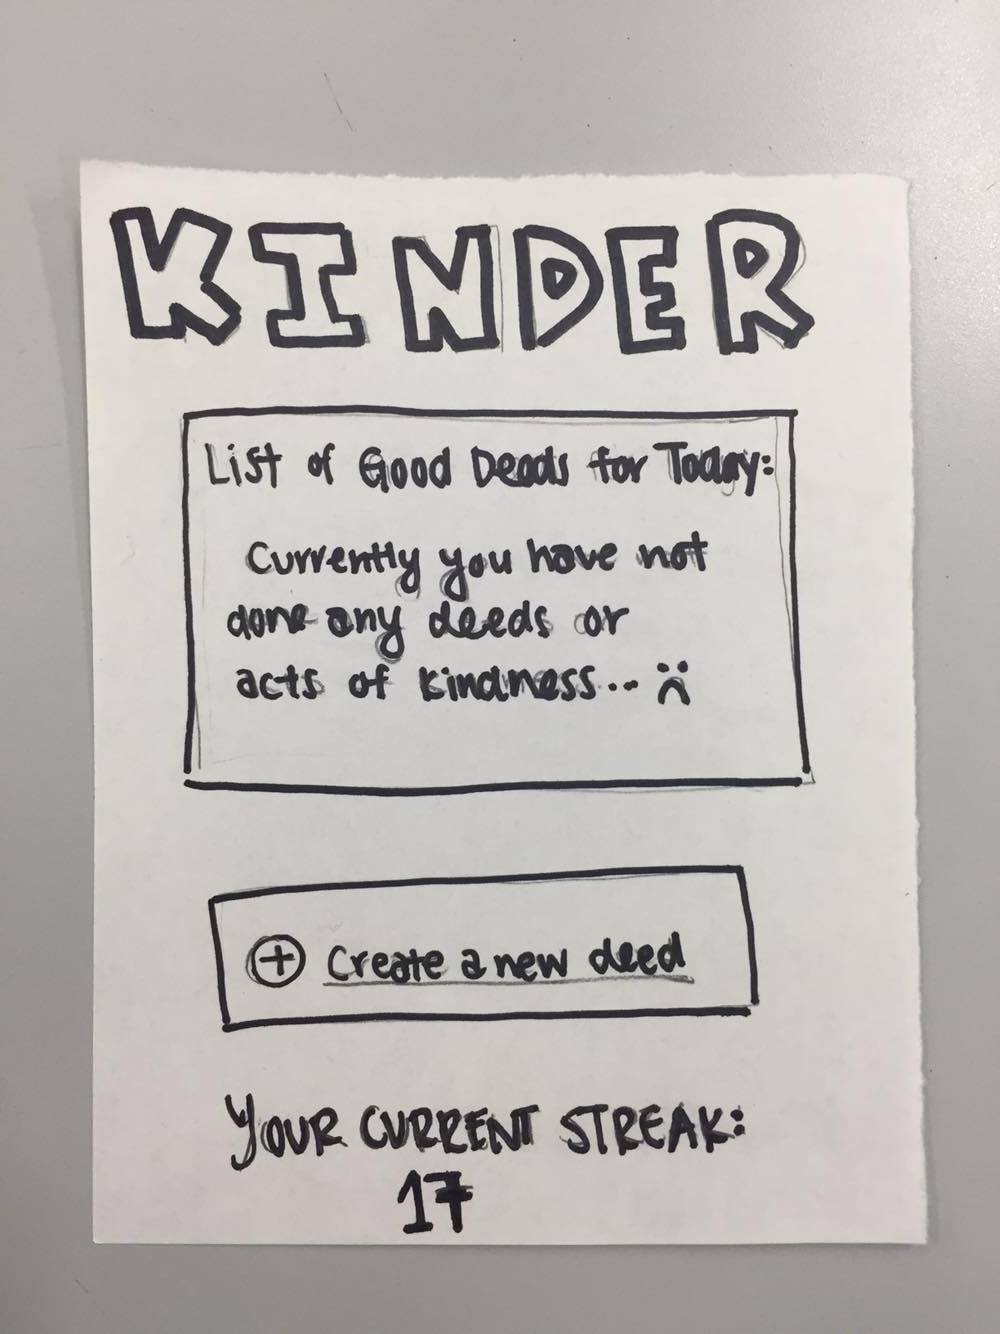 KINDER
List of Good Deeds for Today:
Currently you have not
done any deeds or
acts of kindness... :(
+ Create a new deed
YOUR CURRENT STREAK:
17